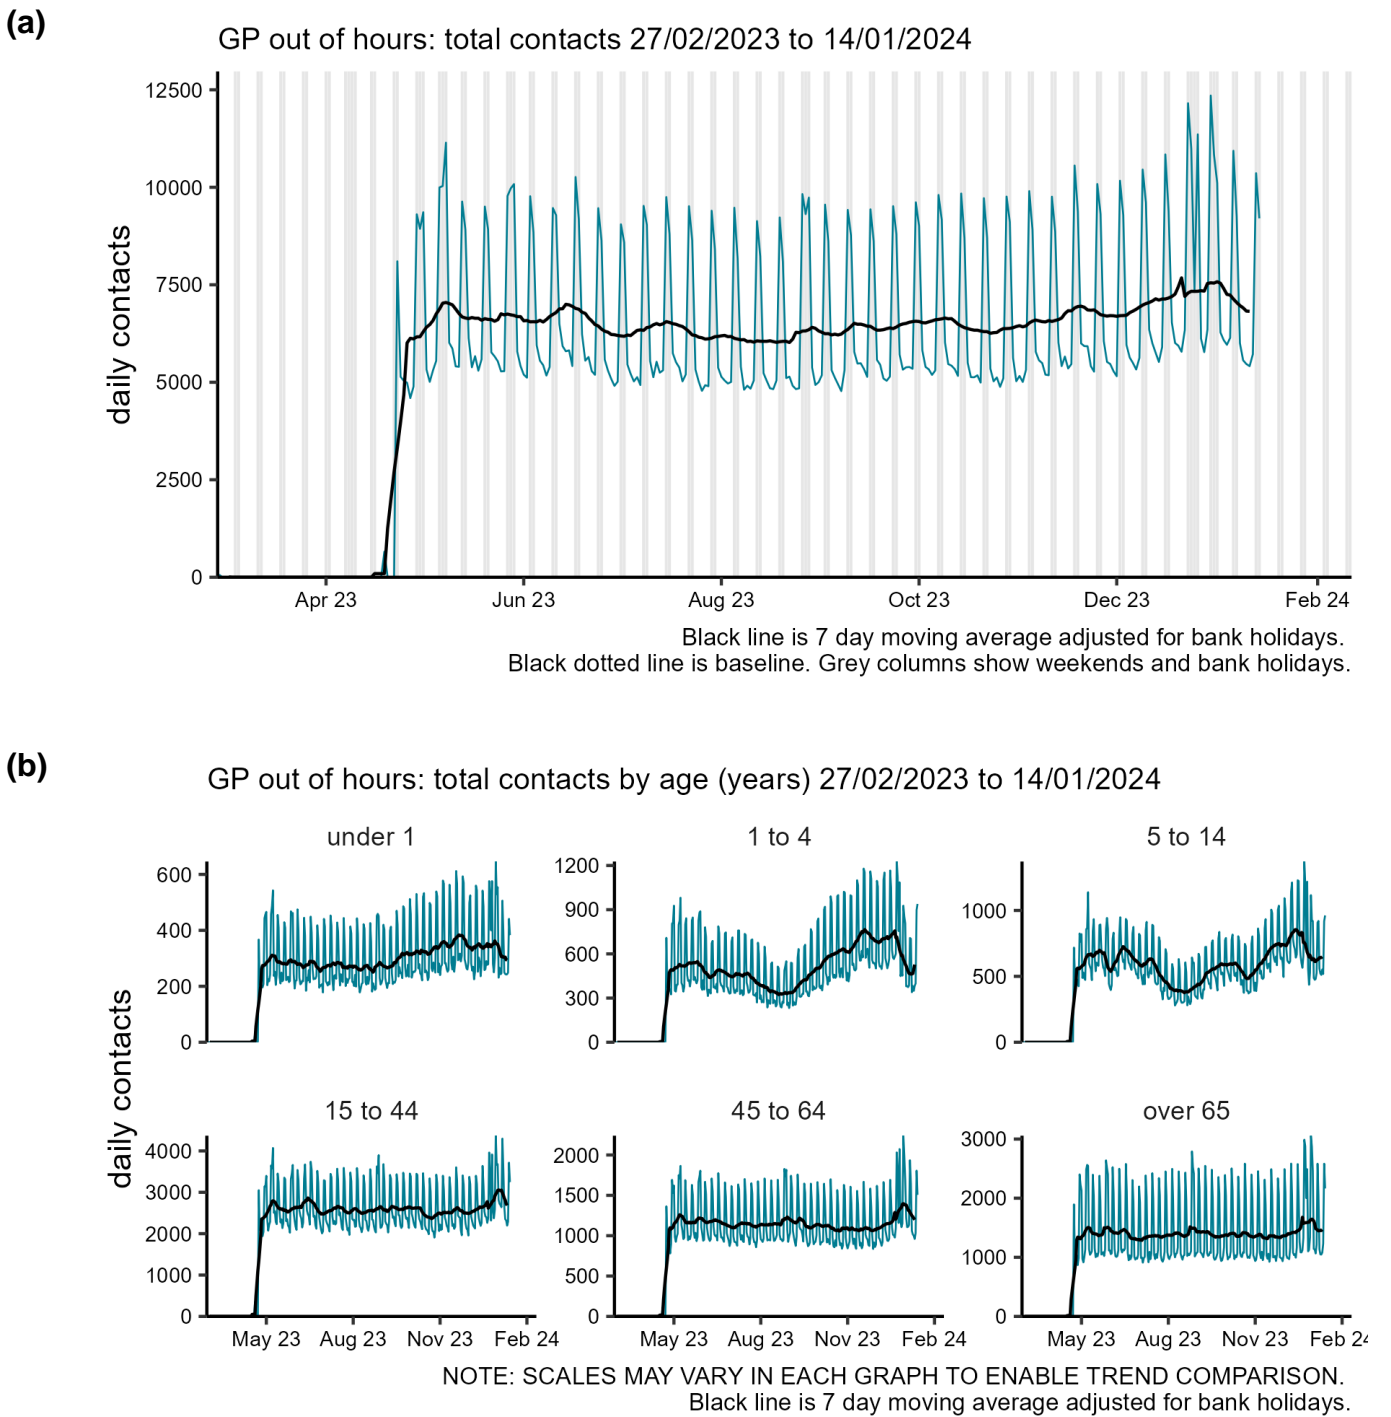 (a)
GP out of hours: total contacts 27/02/2023 to 14/01/2024
daily contacts
12500
10000
7500
5000
2500
0
Apr 23 Jun 23 Aug 23 Oct 23 Dec 23 Feb 24
Black line is 7 day moving average adjusted for bank holidays.
Black dotted line is baseline. Grey columns show weekends and bank holidays.
(b)
GP out of hours: total contacts by age (years) 27/02/2023 to 14/01/2024
daily contacts
under 1
600
400
200
0
1 to 4
1200
900
600
300
0
5 to 14
1000
500
0
15 to 44
4000
3000
2000
1000
0
May 23 Aug 23 Nov 23 Feb 24
45 to 64
2000
1500
1000
500
0
May 23 Aug 23 Nov 23 Feb 24
over 65
3000
2000
1000
0
May 23 Aug 23 Nov 23 Feb 24
NOTE: SCALES MAY VARY IN EACH GRAPH TO ENABLE TREND COMPARISON.
Black line is 7 day moving average adjusted for bank holidays.